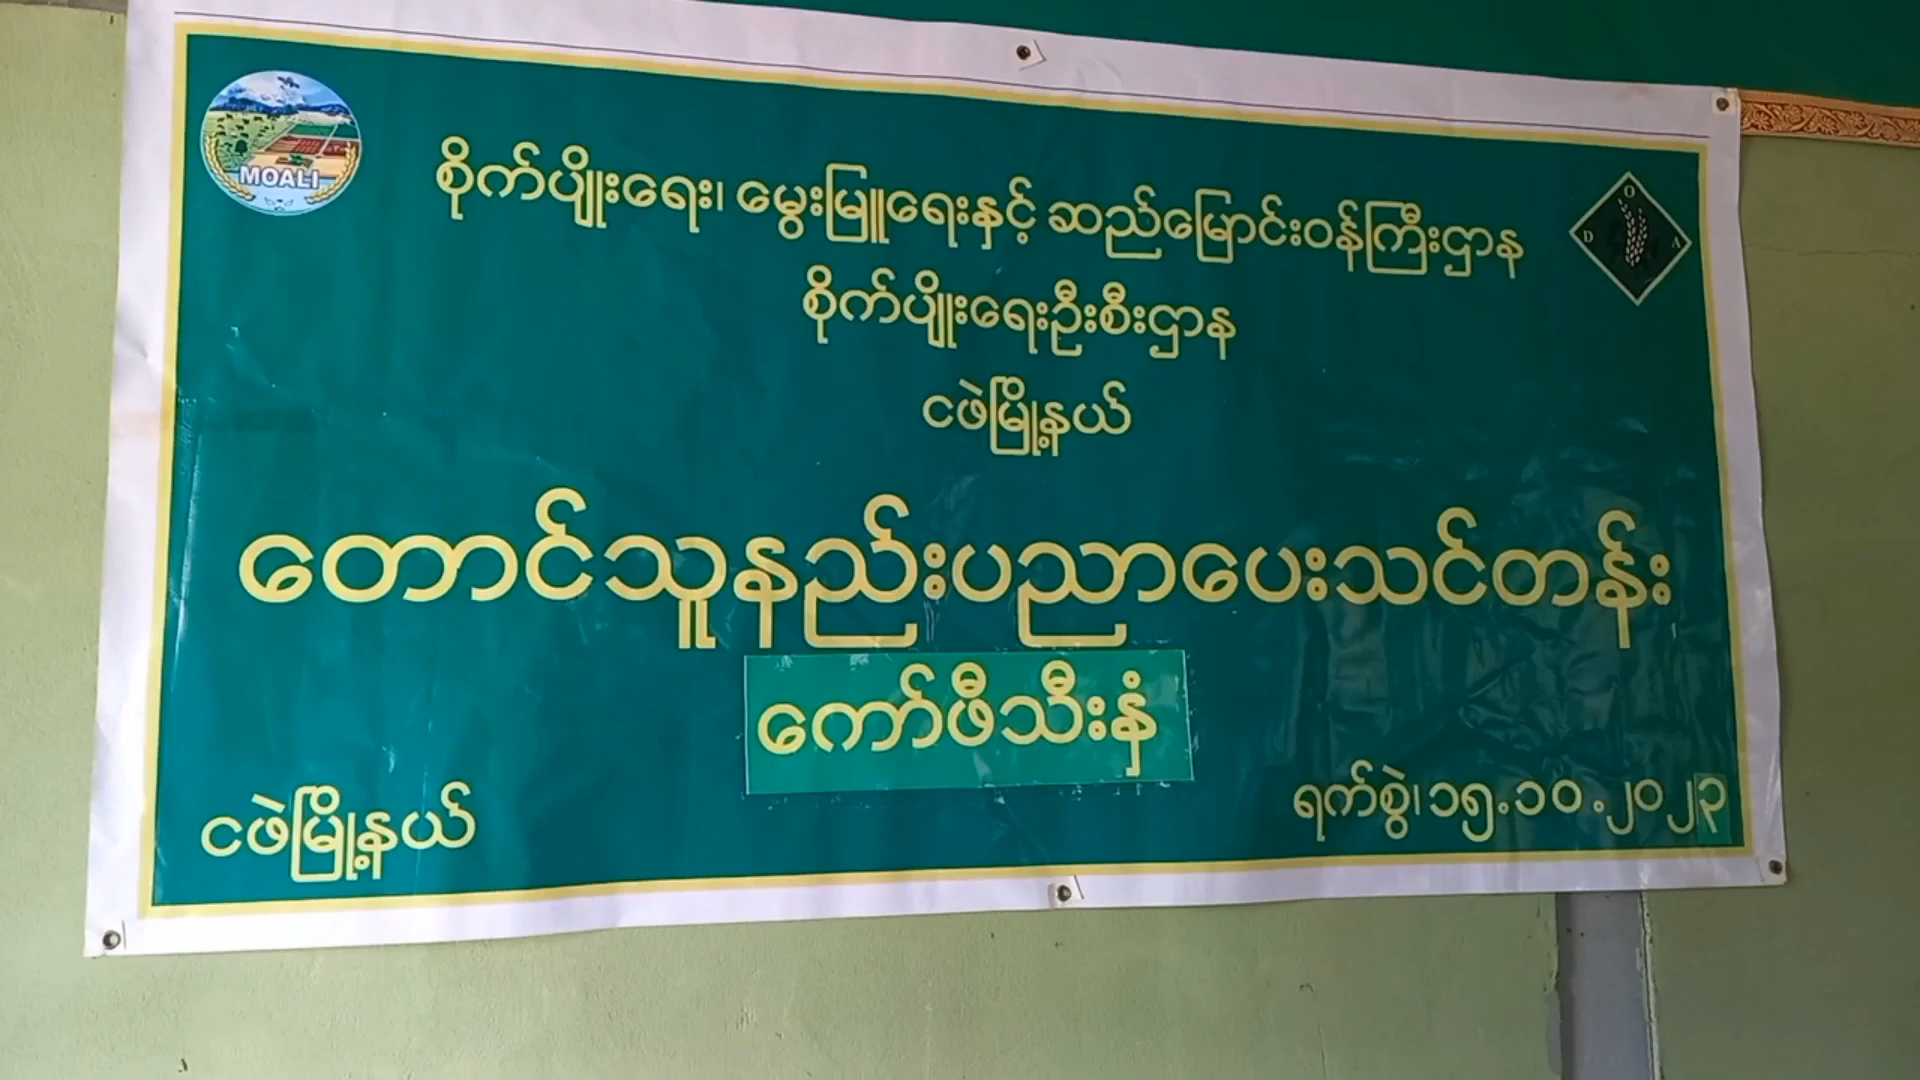 MOALI
D O A
စိုက်ပျိုးရေး၊ မွေးမြူရေးနှင့် ဆည်မြောင်းဝန်ကြီးဌာန
စိုက်ပျိုးရေးဦးစီးဌာန
ငဖဲမြို့နယ်
တောင်သူနည်းပညာပေးသင်တန်း
ကော်ဖီသီးနှံ
ငဖဲမြို့နယ်
ရက်စွဲ၊၁၅.၁၀.၂၀၂၃